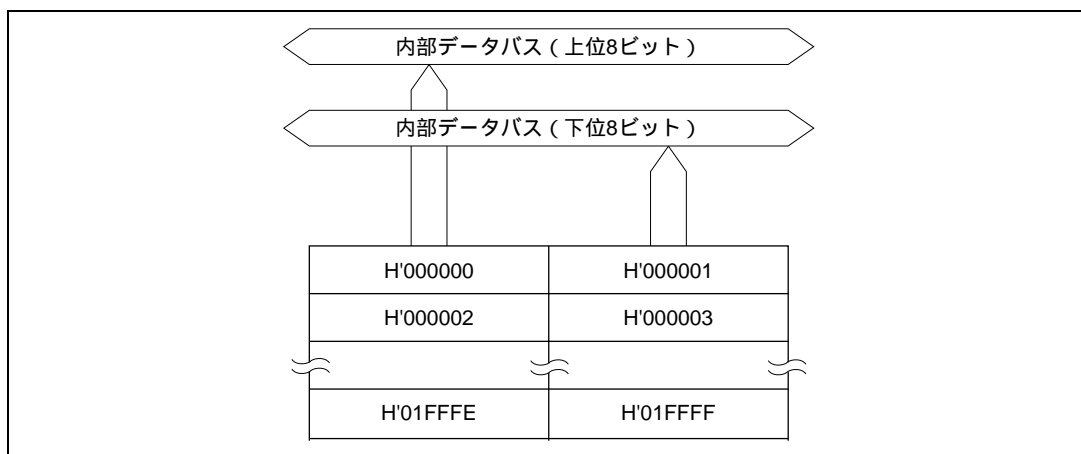 内部データバス（上位8ビット）
内部データバス（下位8ビット）
H'000000 H'000001
H'000002 H'000003
H'01FFFE H'01FFFF